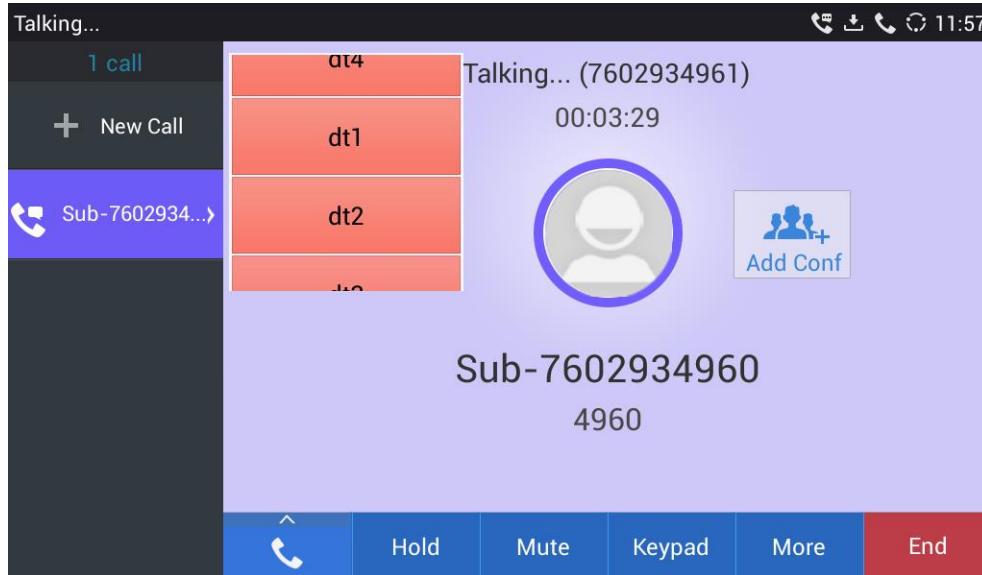 Talking...
11:57
1 call
New Call
Sub-7602934...
dt4
dt1
dt2
Talking... (7602934961)
00:03:29
Add Conf
Sub-7602934960
4960
Hold
Mute
Keypad
More
End